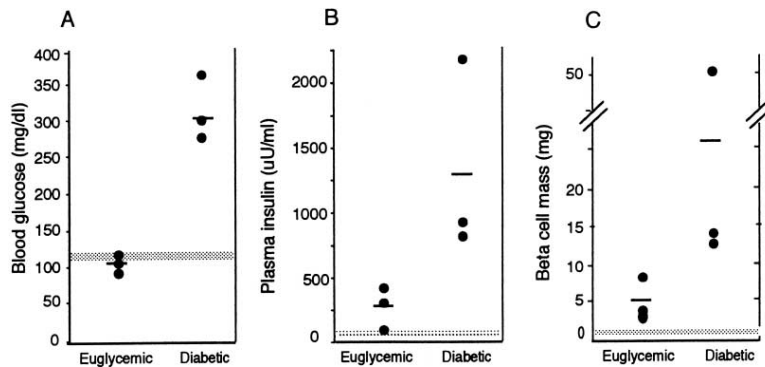 A
Blood glucose (mg/dl)
400
350
300
250
200
150
100
50
0
Euglycemic Diabetic
B
Plasma insulin (uU/ml)
2000
1500
1000
500
0
Euglycemic Diabetic
C
Beta cell mass (mg)
50
20
15
10
5
0
Euglycemic Diabetic